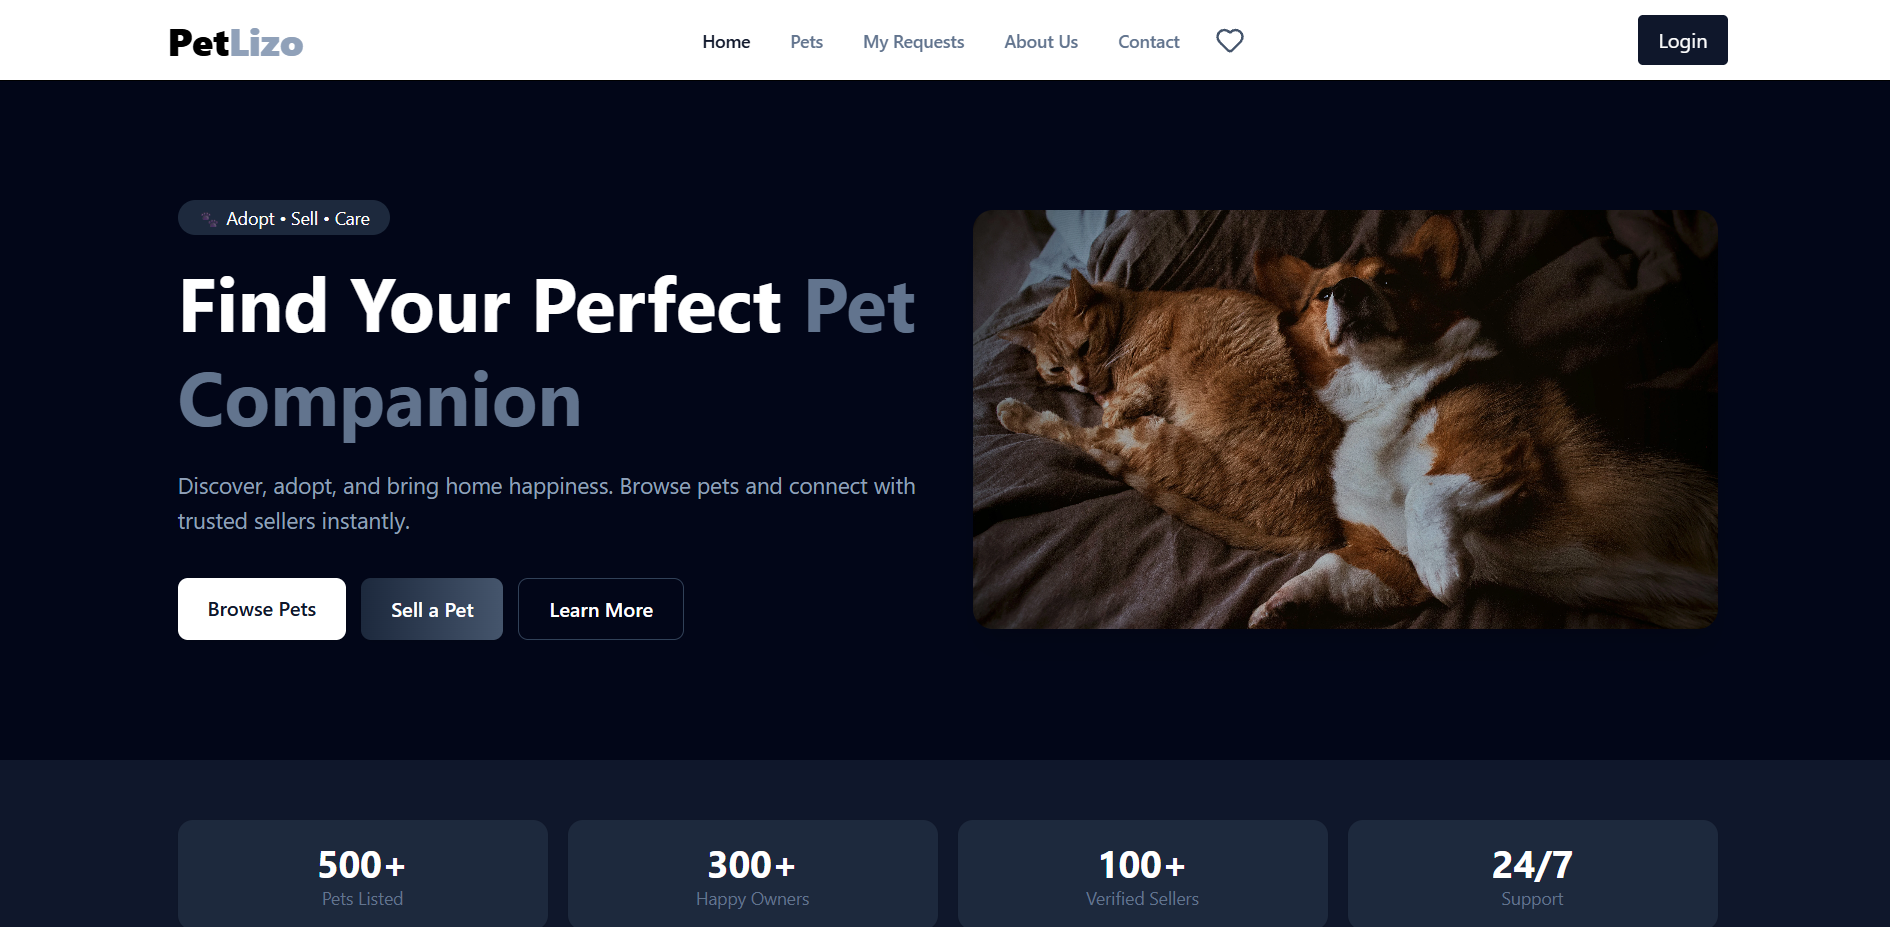 PetLizo
Home
Pets
My Requests
About Us
Contact
Login
Adopt • Sell • Care
Find Your Perfect Pet
Companion
Discover, adopt, and bring home happiness. Browse pets and connect with
trusted sellers instantly.
Browse Pets
Sell a Pet
Learn More
500+
Pets Listed
300+
Happy Owners
100+
Verified Sellers
24/7
Support